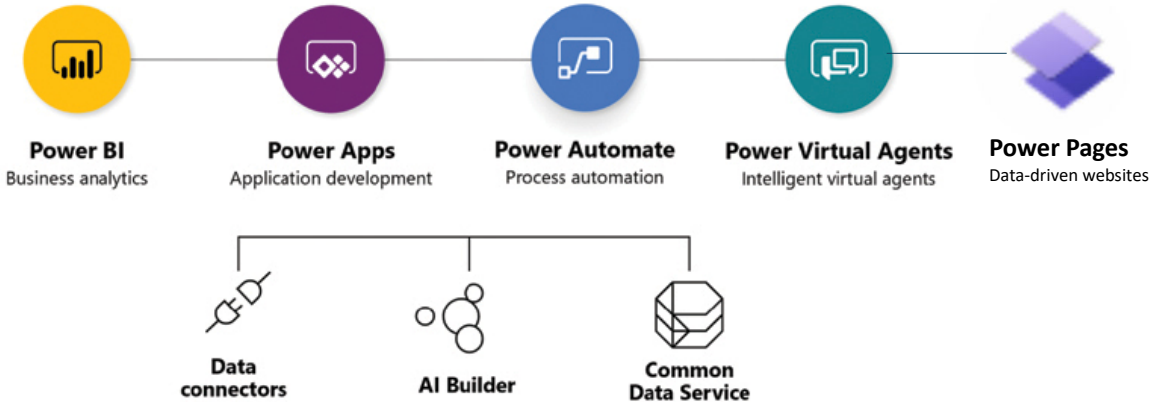 Power BI
Business analytics
Power Apps
Application development
Power Automate
Process automation
Power Virtual Agents
Intelligent virtual agents
Power Pages
Data-driven websites
Data
connectors
AI Builder
Common
Data Service